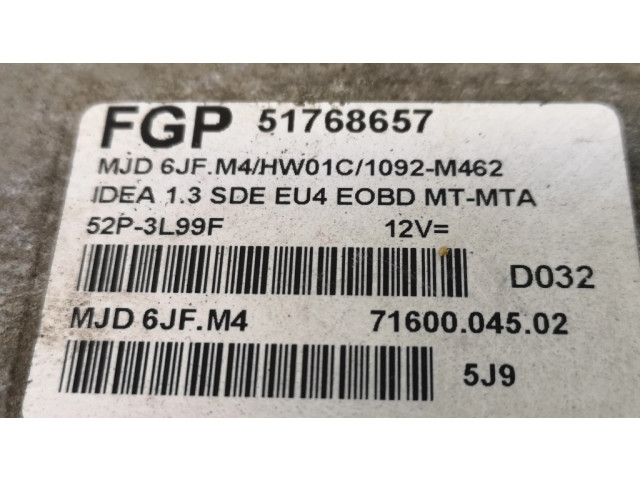 FGP 51768657
MJD 6JF.M4/HW01C/1092-M462
IDEA 1.3 SDE EU4 EOBD MT-MTA
52P-3L99F 12V=
D032
MJD 6JF.M4 71600.045.02
5J9